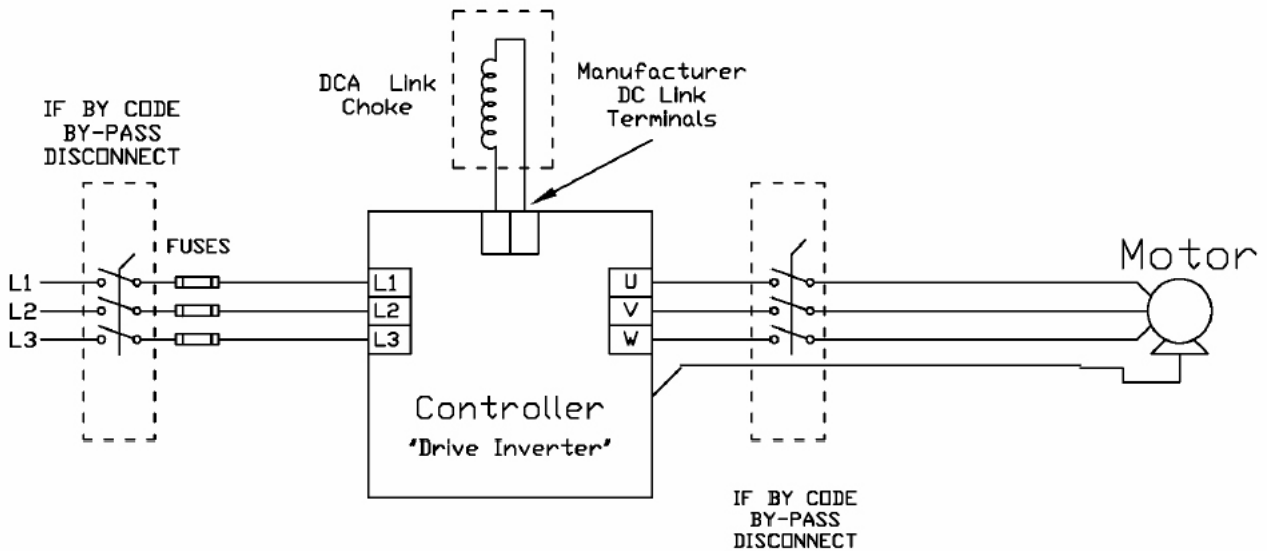 DCA Link
Choke
Manufacturer
DC Link
Terminals
IF BY CODE
BY-PASS
DISCONNECT
FUSES
L1
L2
L3
L1
L2
L3
U
V
W
Motor
Controller
"Drive Inverter"
IF BY CODE
BY-PASS
DISCONNECT